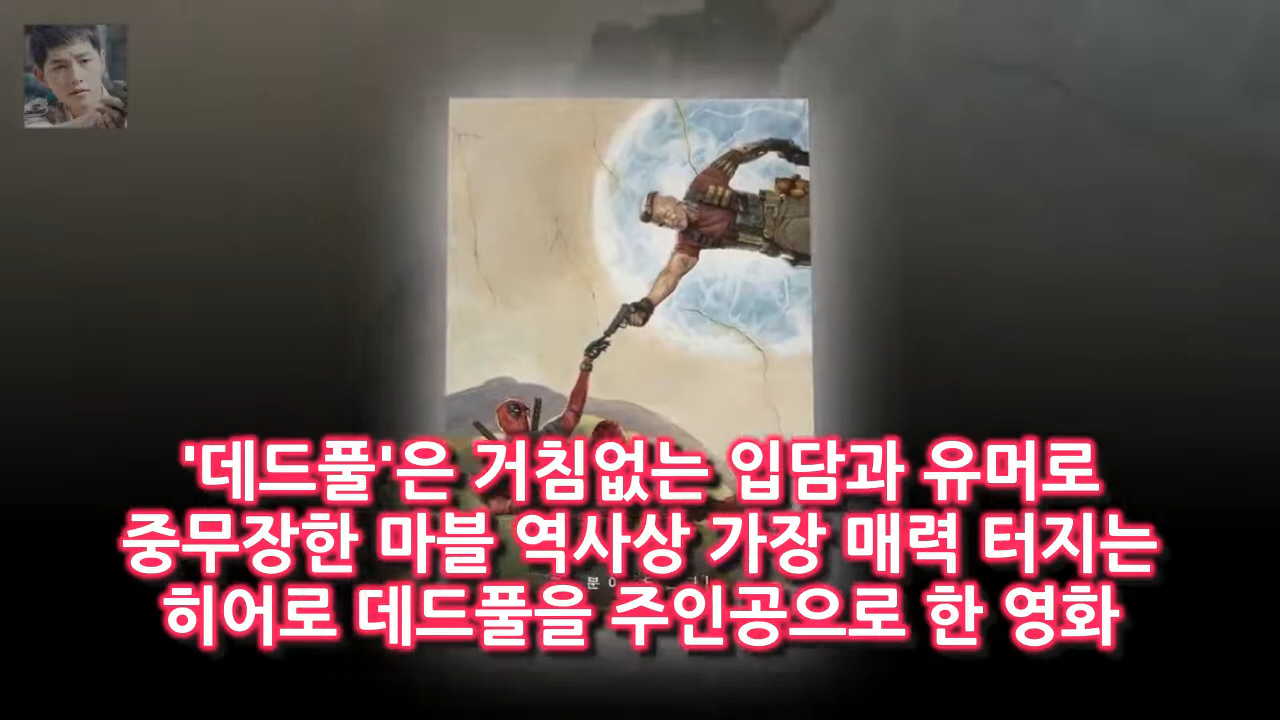 '데드풀'은 거침없는 입담과 유머로
중무장한 마블 역사상 가장 매력 터지는
히어로 데드풀을 주인공으로 한 영화